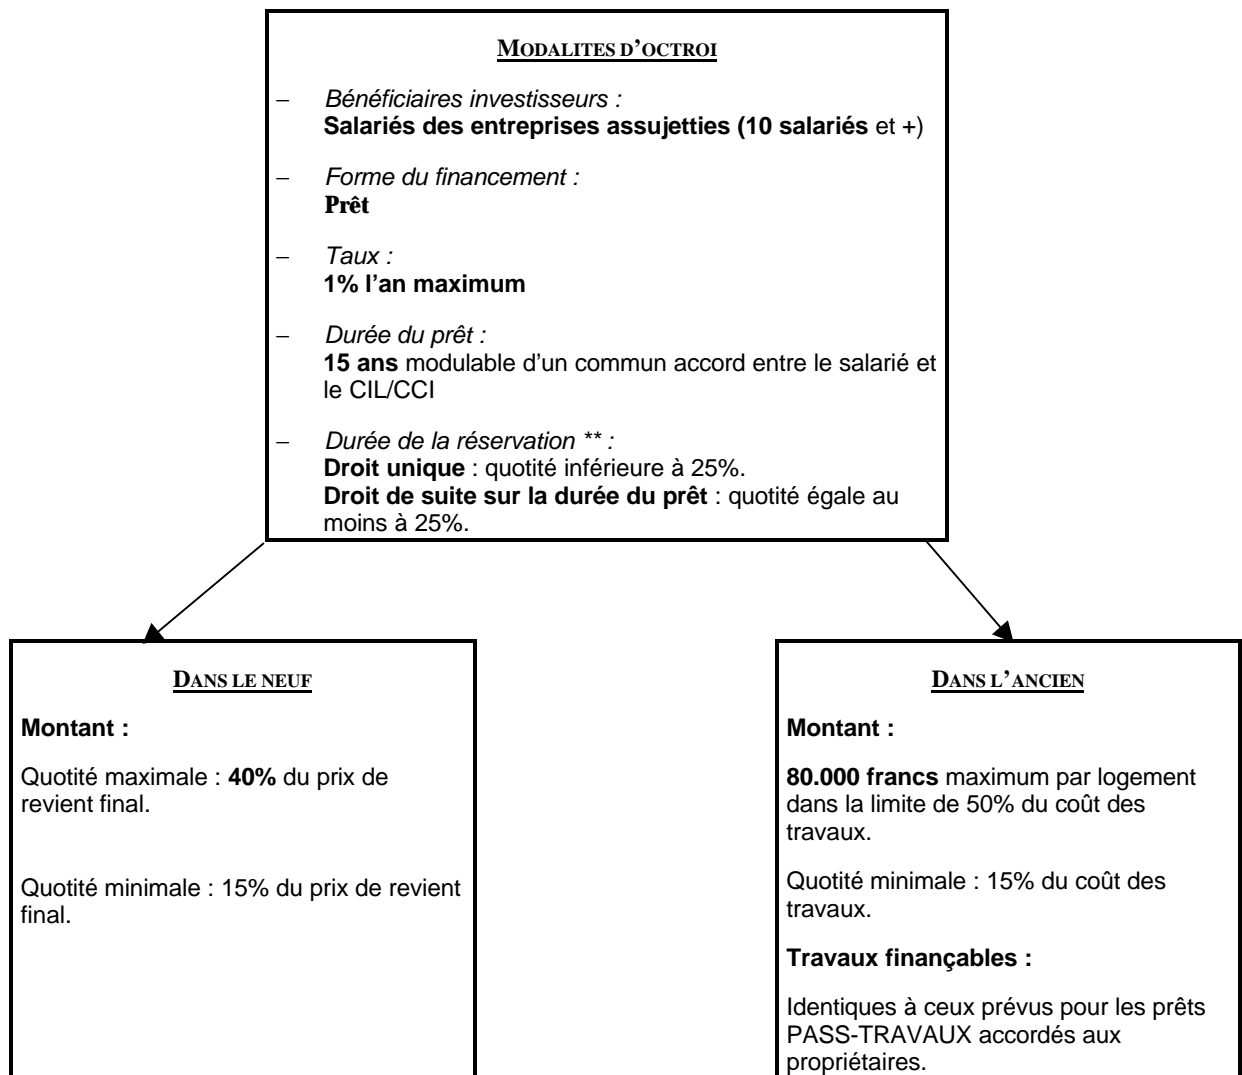 MODALITES D'OCTROI
– Bénéficiaires investisseurs :
Salariés des entreprises assujetties (10 salariés et +)
– Forme du financement :
Prêt
– Taux :
1% l'an maximum
– Durée du prêt :
15 ans modulable d'un commun accord entre le salarié et
le CIL/CCI
– Durée de la réservation ** :
Droit unique : quotité inférieure à 25%.
Droit de suite sur la durée du prêt : quotité égale au
moins à 25%.
DANS LE NEUF
Montant :
Quotité maximale : 40% du prix de
revient final.
Quotité minimale : 15% du prix de revient
final.
DANS L'ANCIEN
Montant :
80.000 francs maximum par logement
dans la limite de 50% du coût des
travaux.
Quotité minimale : 15% du coût des
travaux.
Travaux finançables :
Identiques à ceux prévus pour les prêts
PASS-TRAVAUX accordés aux
propriétaires.